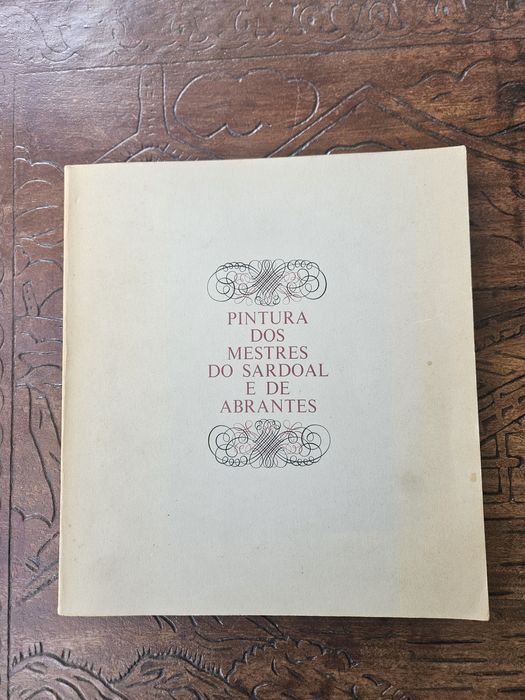 PINTURA
DOS
MESTRES
DO SARDOAL
E DE
ABRANTES